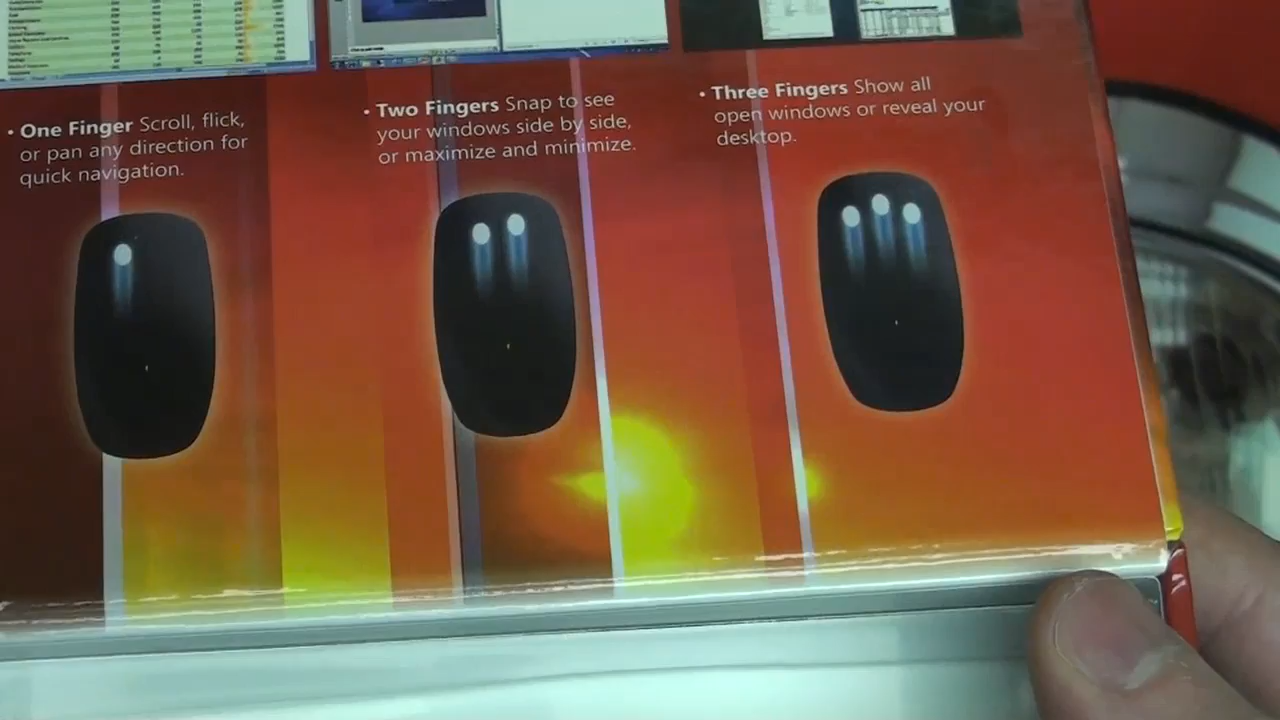 • One Finger Scroll, flick,
or pan any direction for
quick navigation.
• Two Fingers Snap to see
your windows side by side,
or maximize and minimize.
• Three Fingers Show all
open windows or reveal your
desktop.